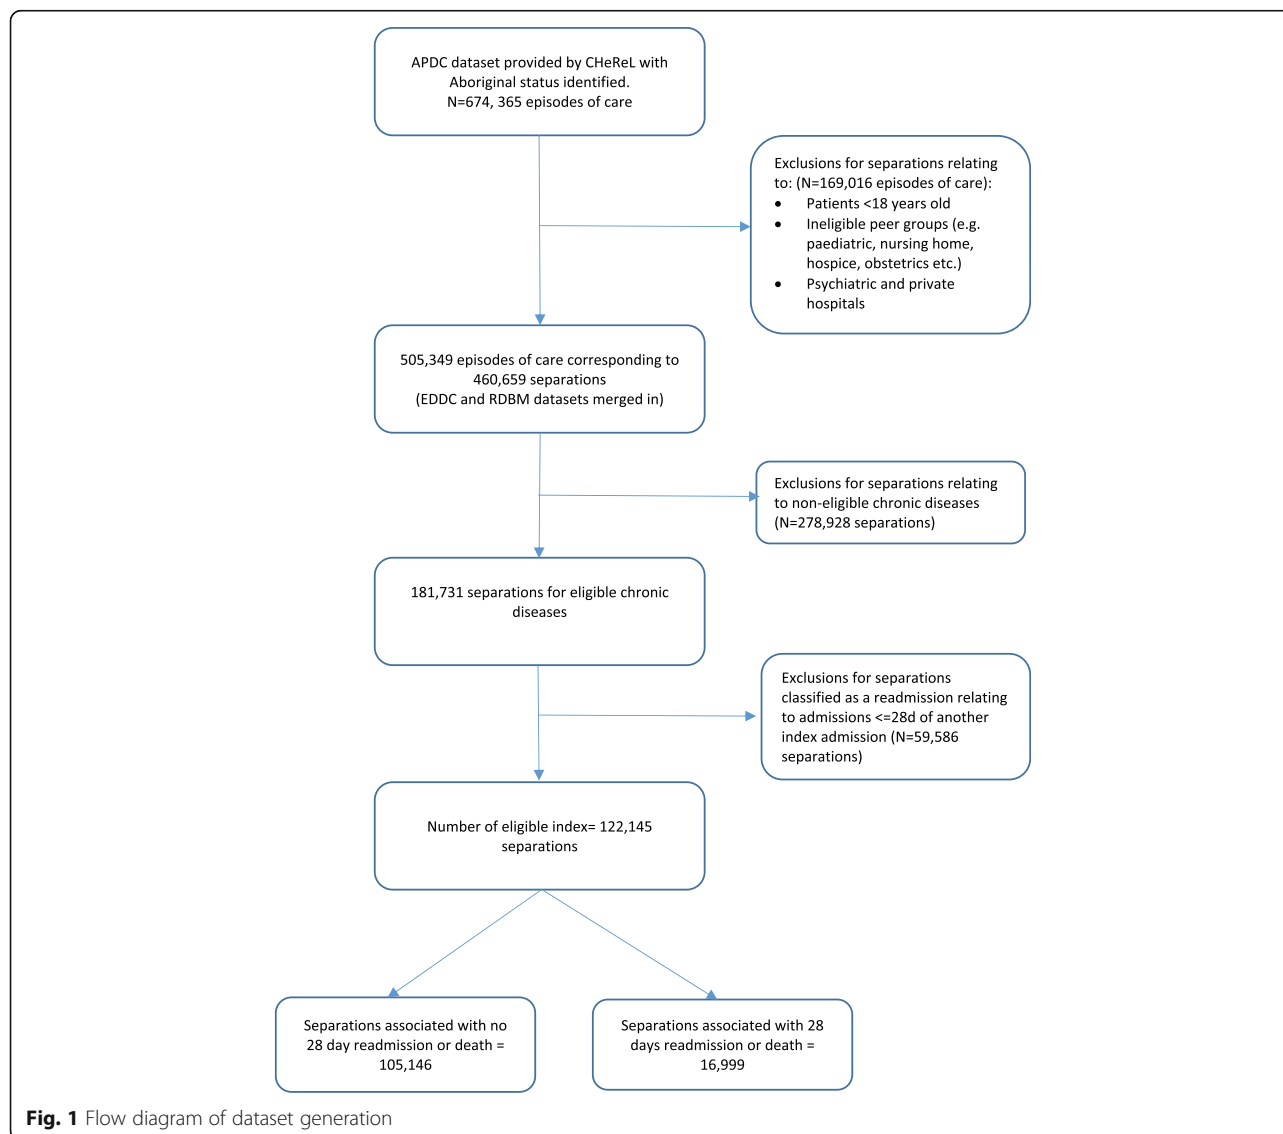 APDC dataset provided by CHeReL with
Aboriginal status identified.
N=674, 365 episodes of care
Exclusions for separations relating
to: (N=169,016 episodes of care):
• Patients <18 years old
• Ineligible peer groups (e.g.
paediatric, nursing home,
hospice, obstetrics etc.)
• Psychiatric and private
hospitals
505,349 episodes of care corresponding to
460,659 separations
(EDDC and RDBM datasets merged in)
Exclusions for separations relating
to non-eligible chronic diseases
(N=278,928 separations)
181,731 separations for eligible chronic
diseases
Exclusions for separations
classified as a readmission relating
to admissions <=28d of another
index admission (N=59,586
separations)
Number of eligible index= 122,145
separations
Separations associated with no
28 day readmission or death =
105,146
Separations associated with 28
days readmission or death =
16,999
Fig. 1 Flow diagram of dataset generation